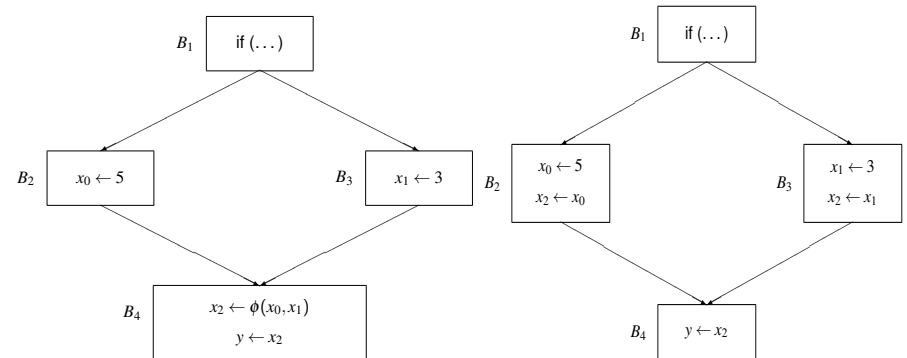 B₁ if (...)
B₂ x₀ ← 5
B₃ x₁ ← 3
B₄ x₂ ← ϕ(x₀, x₁)
y ← x₂
B₁ if (...)
B₂ x₀ ← 5
x₂ ← x₀
B₃ x₁ ← 3
x₂ ← x₁
B₄ y ← x₂